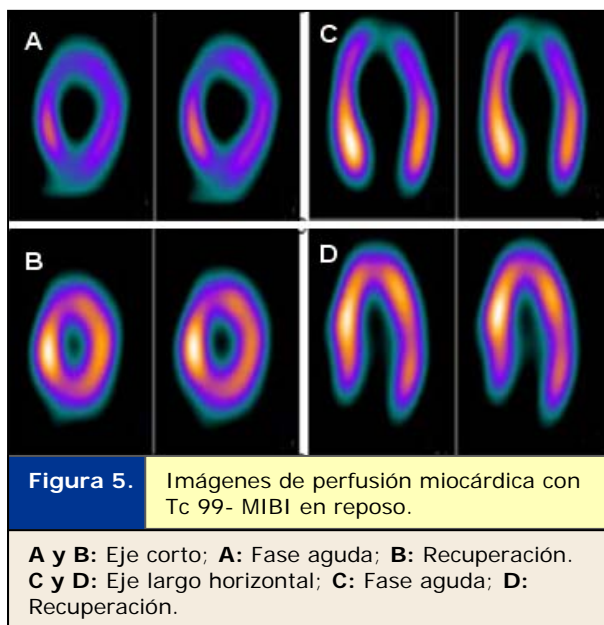 A
C
B
D
Figura 5.
Imágenes de perfusión miocárdica con
Tc 99- MIBI en reposo.
A y B: Eje corto; A: Fase aguda; B: Recuperación.
C y D: Eje largo horizontal; C: Fase aguda; D:
Recuperación.